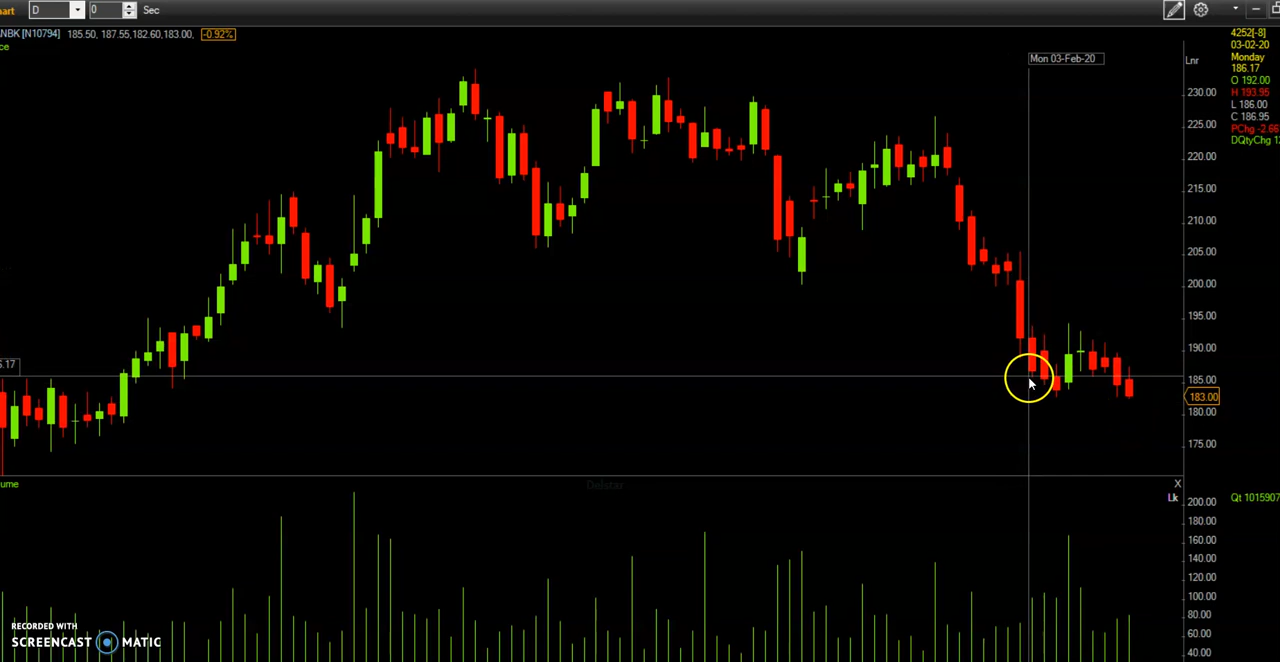 art D 0 Sec
NBK [N10794] 185.50, 187.55,182.60,183.00, -0.92%
ce
Mon 03-Feb-20
Lnr
230.00
225.00
220.00
215.00
210.00
205.00
200.00
195.00
190.00
185.00
183.00
180.00
175.00
4252[-8]
03-02-20
Monday
186.17
O 192.00
H 193.95
L 186.00
C 186.95
PChg -2.66
DQtyChg 1
6.17
ume
Delstar
X
Lk
200.00
180.00
160.00
140.00
120.00
100.00
80.00
60.00
40.00
Qt 1015907
RECORDED WITH
SCREENCAST MATIC